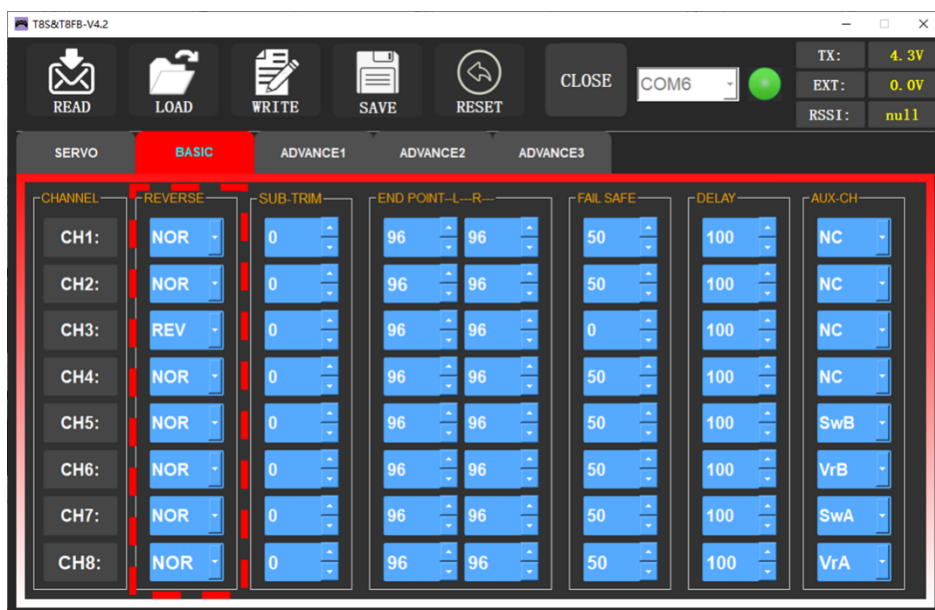 T8S&T8FB-V4.2
READ LOAD WRITE SAVE RESET CLOSE COM6
TX: 4.3V
EXT: 0.0V
RSSI: null
SERVO BASIC ADVANCE1 ADVANCE2 ADVANCE3
CHANNEL REVERSE SUB-TRIM END POINT--L---R--- FAIL SAFE DELAY AUX-CH
CH1: NOR 0 96 96 50 100 NC
CH2: NOR 0 96 96 50 100 NC
CH3: REV 0 96 96 0 100 NC
CH4: NOR 0 96 96 50 100 NC
CH5: NOR 0 96 96 50 100 SwB
CH6: NOR 0 96 96 50 100 VrB
CH7: NOR 0 96 96 50 100 SwA
CH8: NOR 0 96 96 50 100 VrA